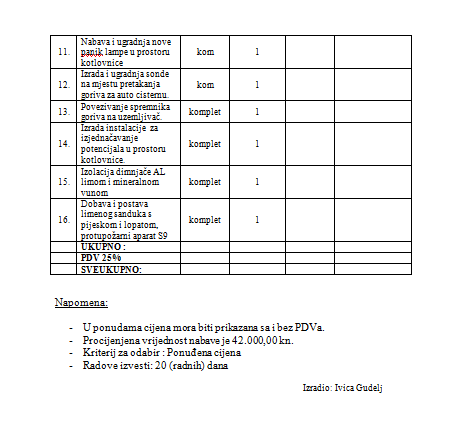 11. Nabava i ugradnja nove
panik lampe u prostoru kom 1
kotlovnice
12. Izrada i ugradnja sonde
na mjestu pretakanja kom 1
goriva za auto cisternu.
13. Povezivanje spremnika komplet 1
goriva na uzemljivač.
14. Izrada instalacije za
izjednačavanje komplet 1
potencijala u prostoru
kotlovnice.
15. Izolacija dimnjače AL
limom i mineralnom komplet 1
vunom
16. Dobava i postava
limenog sanduka s komplet 1
pijeskom i lopatom,
protupožarni aparat S9
UKUPNO :
PDV 25%
SVEUKUPNO:
Napomena:
- U ponudama cijena mora biti prikazana sa i bez PDVa.
- Procijenjena vrijednost nabave je 42.000,00 kn.
- Kriterij za odabir : Ponuđena cijena
- Radove izvesti: 20 (radnih) dana
Izradio: Ivica Gudelj